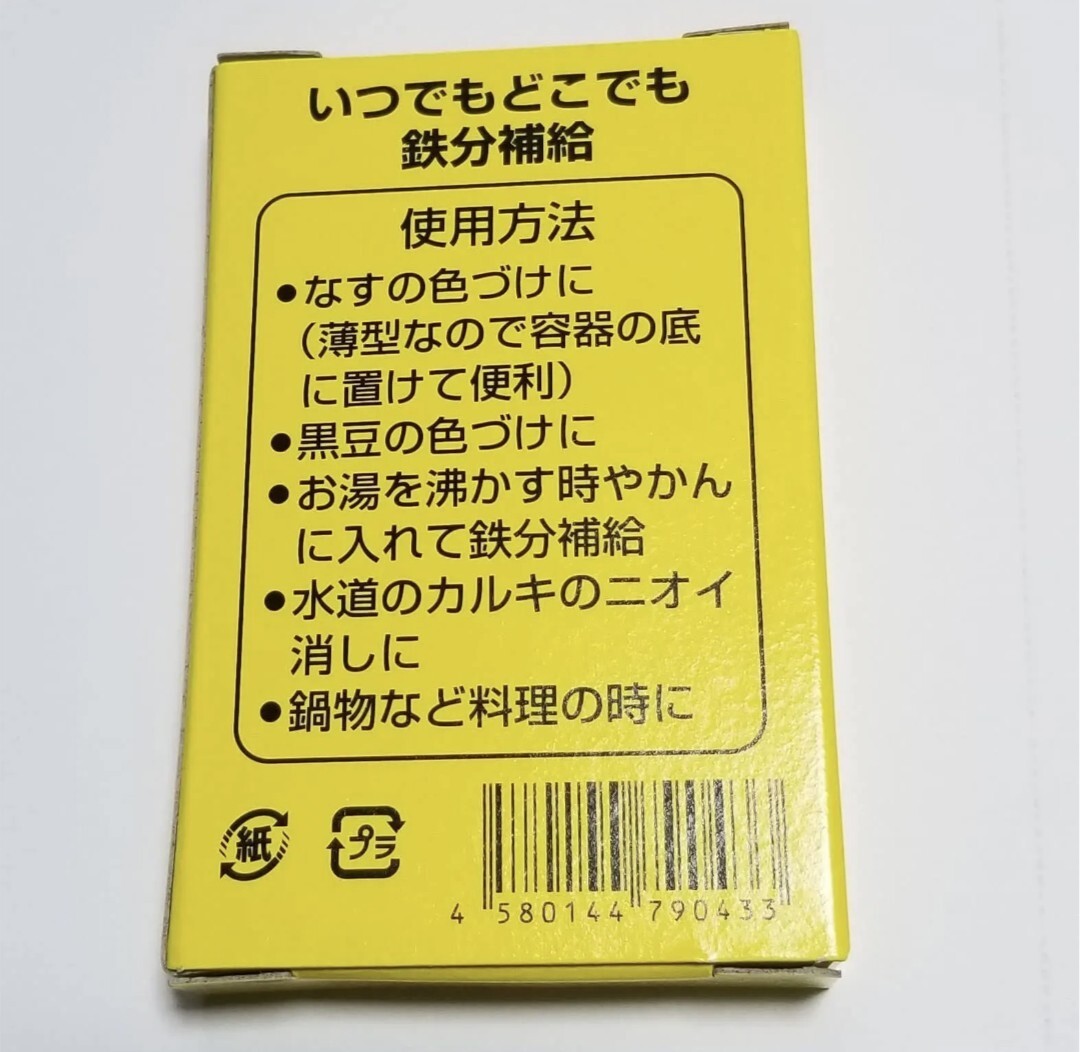 いつでもどこでも
鉄分補給
使用方法
●なすの色づけに
（薄型なので容器の底
に置けて便利）
●黒豆の色づけに
●お湯を沸かす時やかん
に入れて鉄分補給
●水道のカルキのニオイ
消しに
●鍋物など料理の時に
紙
プラ
4 580144 790433